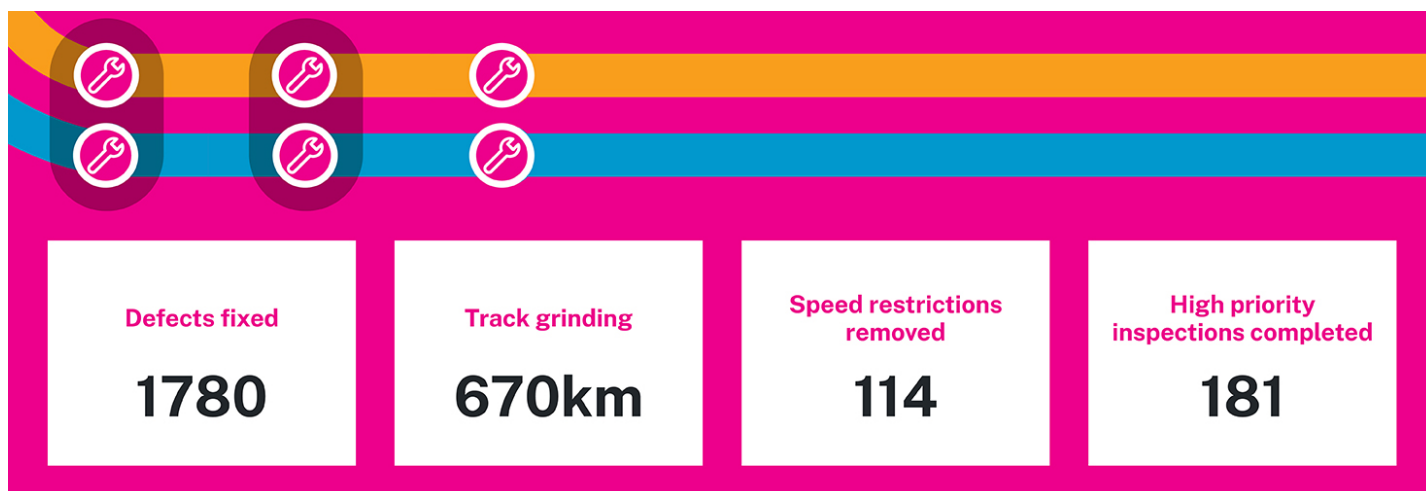 Defects fixed
1780
Track grinding
670km
Speed restrictions
removed
114
High priority
inspections completed
181